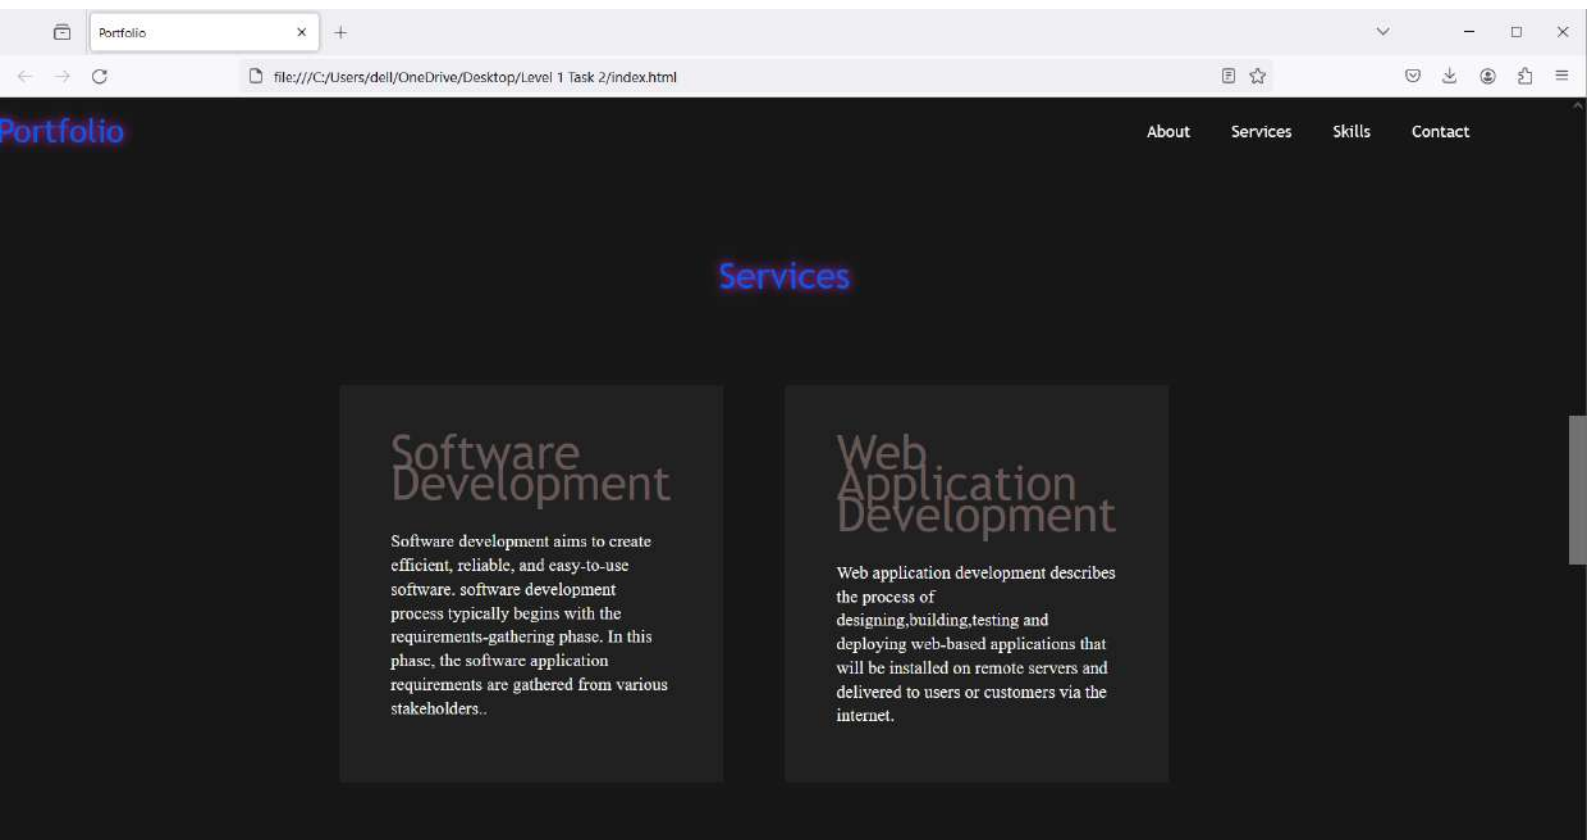 Portfolio
file:///C:/Users/dell/OneDrive/Desktop/Level 1 Task 2/index.html
Portfolio
About Services Skills Contact
Services
Software
Development
Software development aims to create
efficient, reliable, and easy-to-use
software. software development
process typically begins with the
requirements-gathering phase. In this
phase, the software application
requirements are gathered from various
stakeholders..
Web
Application
Development
Web application development describes
the process of
designing,building,testing and
deploying web-based applications that
will be installed on remote servers and
delivered to users or customers via the
internet.